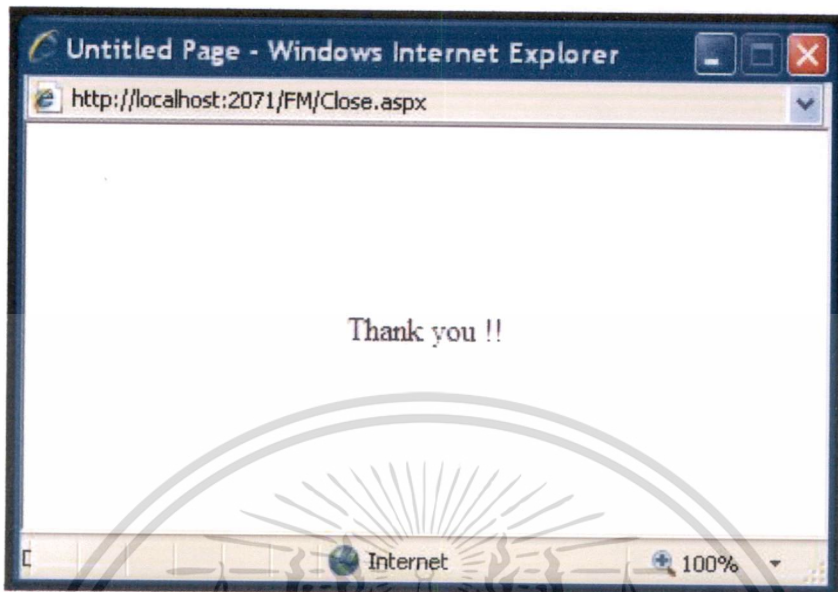 Untitled Page - Windows Internet Explorer
http://localhost:2071/FM/Close.aspx
Thank you !!
Internet
100%